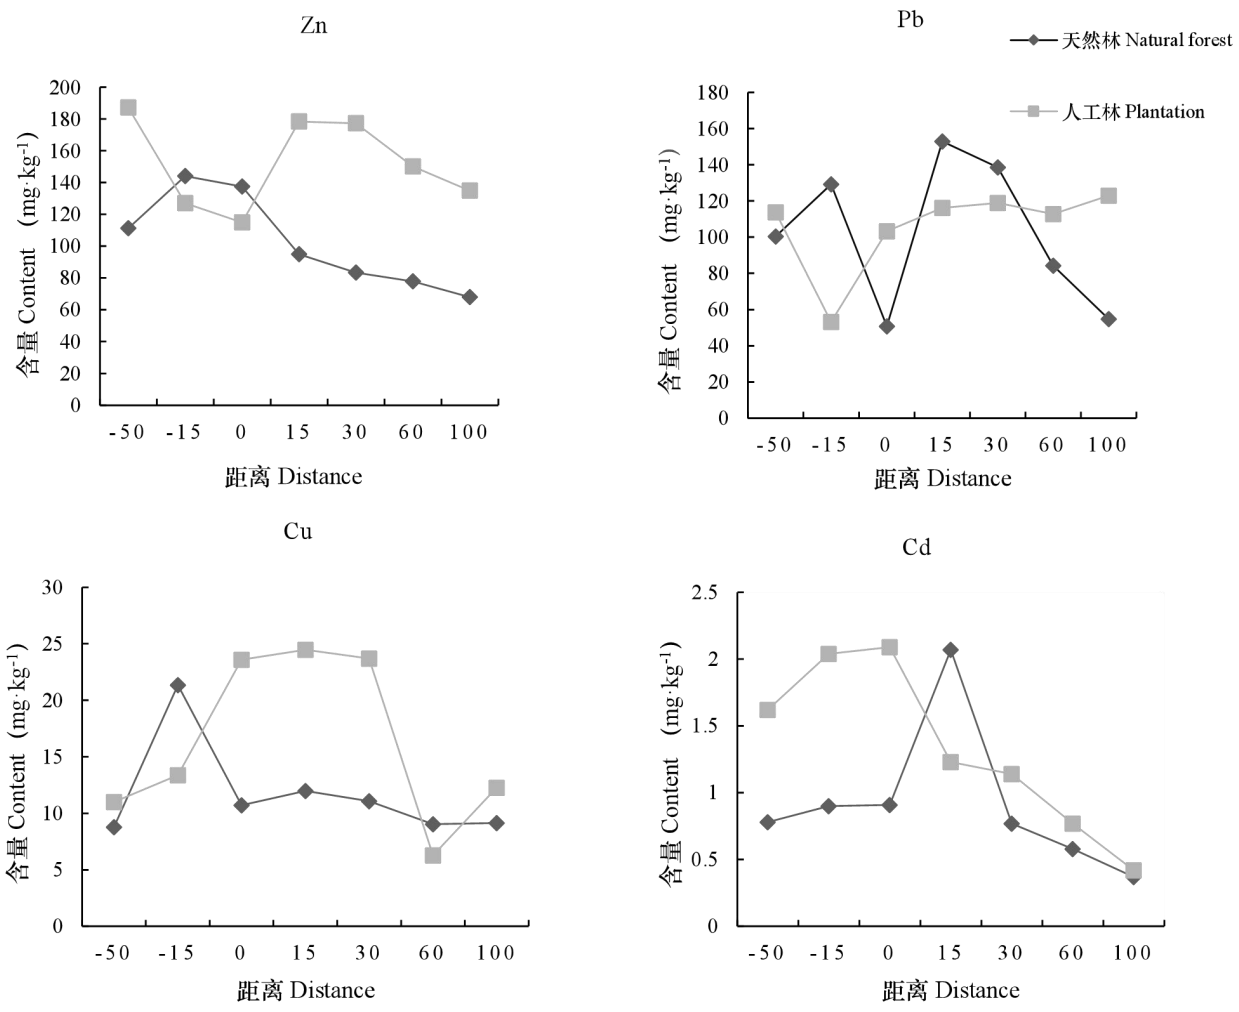 Zn
200
180
160
140
120
100
80
60
40
20
0
含量 Content （mg·kg-1）
-50 -15 0 15 30 60 100
距离 Distance
Pb
天然林 Natural forest
人工林 Plantation
180
160
140
120
100
80
60
40
20
0
含量 Content （mg·kg-1）
-50 -15 0 15 30 60 100
距离 Distance
Cu
30
25
20
15
10
5
0
含量 Content （mg·kg-1）
-50 -15 0 15 30 60 100
距离 Distance
Cd
2.5
2
1.5
1
0.5
0
含量 Content （mg·kg-1）
-50 -15 0 15 30 60 100
距离 Distance